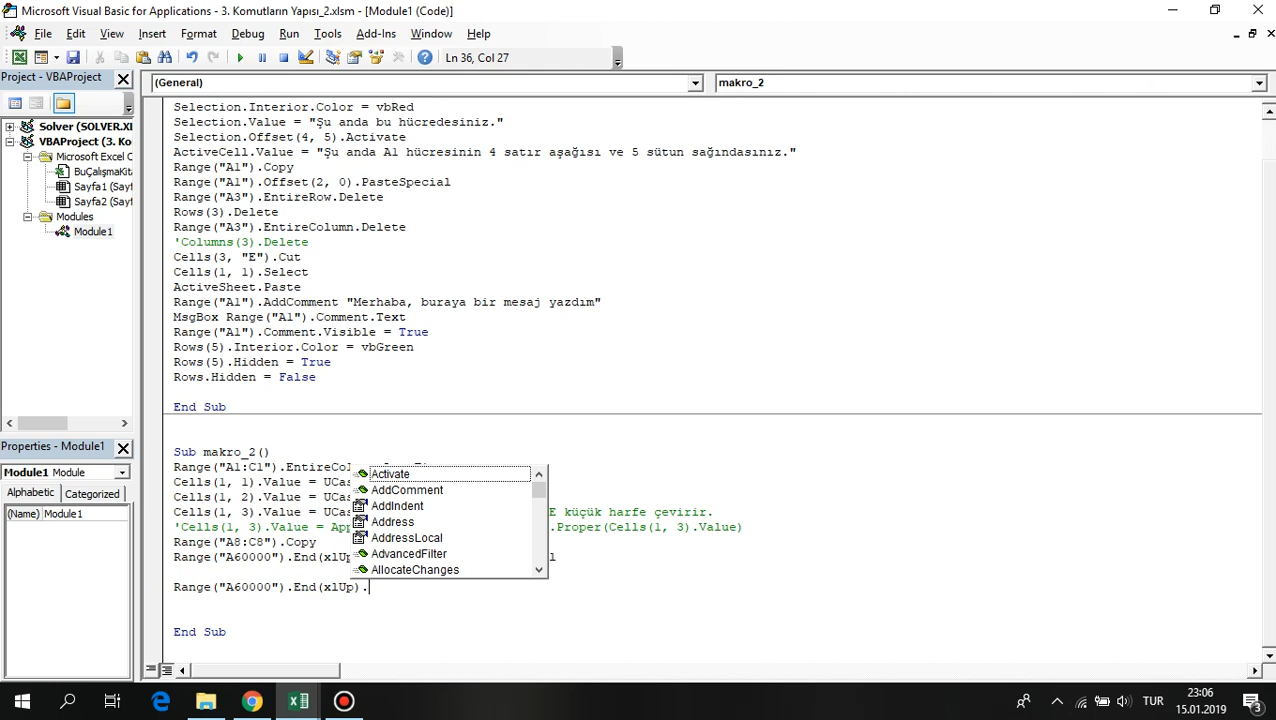 Microsoft Visual Basic for Applications - 3. Komutların Yapısı_2.xlsm - [Module1 (Code)]
File Edit View Insert Format Debug Run Tools Add-Ins Window Help
Ln 36, Col 27
Project - VBAProject
Solver (SOLVER.XL
VBAProject (3. Ko
Microsoft Excel O
BuÇalışmaKita
Sayfa1 (Sayf
Sayfa2 (Sayf
Modules
Module1
Properties - Module1
Module1 Module
Alphabetic Categorized
(Name) Module1
(General) makro_2
Selection.Interior.Color = vbRed
Selection.Value = "Şu anda bu hücredesiniz."
Selection.Offset(4, 5).Activate
ActiveCell.Value = "Şu anda A1 hücresinin 4 satır aşağısı ve 5 sütun sağındasınız."
Range("A1").Copy
Range("A1").Offset(2, 0).PasteSpecial
Range("A3").EntireRow.Delete
Rows(3).Delete
Range("A3").EntireColumn.Delete
'Columns(3).Delete
Cells(3, "E").Cut
Cells(1, 1).Select
ActiveSheet.Paste
Range("A1").AddComment "Merhaba, buraya bir mesaj yazdım"
MsgBox Range("A1").Comment.Text
Range("A1").Comment.Visible = True
Rows(5).Interior.Color = vbGreen
Rows(5).Hidden = True
Rows.Hidden = False
End Sub
Sub makro_2()
Range("A1:C1").EntireCo
Cells(1, 1).Value = UCas
Cells(1, 2).Value = UCas
Cells(1, 3).Value = UCas E küçük harfe çevirir.
'Cells(1, 3).Value = App .Proper(Cells(1, 3).Value)
Range("A8:C8").Copy
Range("A60000").End(xlUp l
Range("A60000").End(xlUp).
End Sub
Activate
AddComment
AddIndent
Address
AddressLocal
AdvancedFilter
AllocateChanges
TUR
23:06
15.01.2019
3